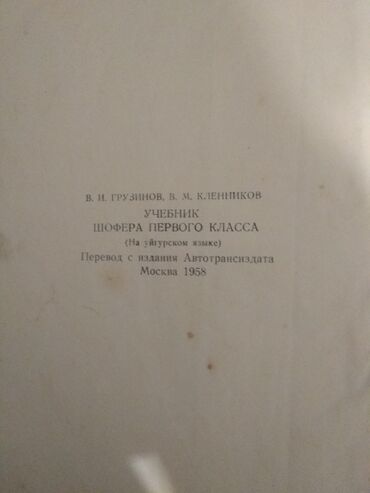 В. И. ГРУЗИНОВ, В. М. КЛЕННИКОВ
УЧЕБНИК
ШОФЕРА ПЕРВОГО КЛАССА
(На уйгурском языке)
Перевод с издания Автотрансиздата
Москва 1958